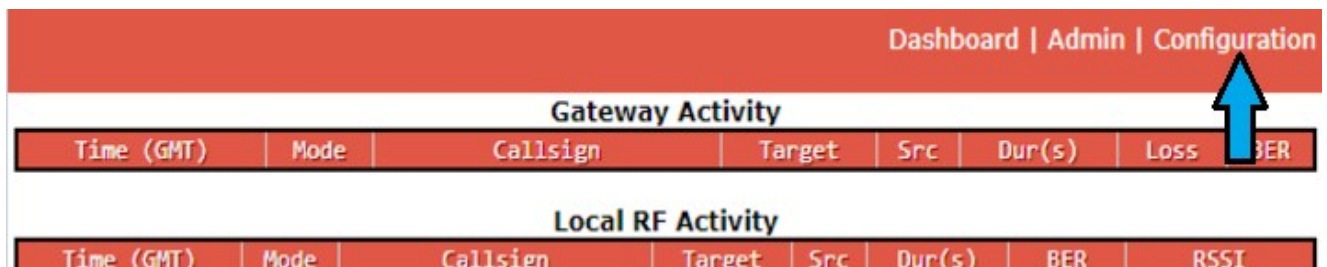 Dashboard | Admin | Configuration
Gateway Activity
Time (GMT) Mode Callsign Target Src Dur(s) Loss BER
Local RF Activity
Time (GMT) Mode Callsign Target Src Dur(s) BER RSSI